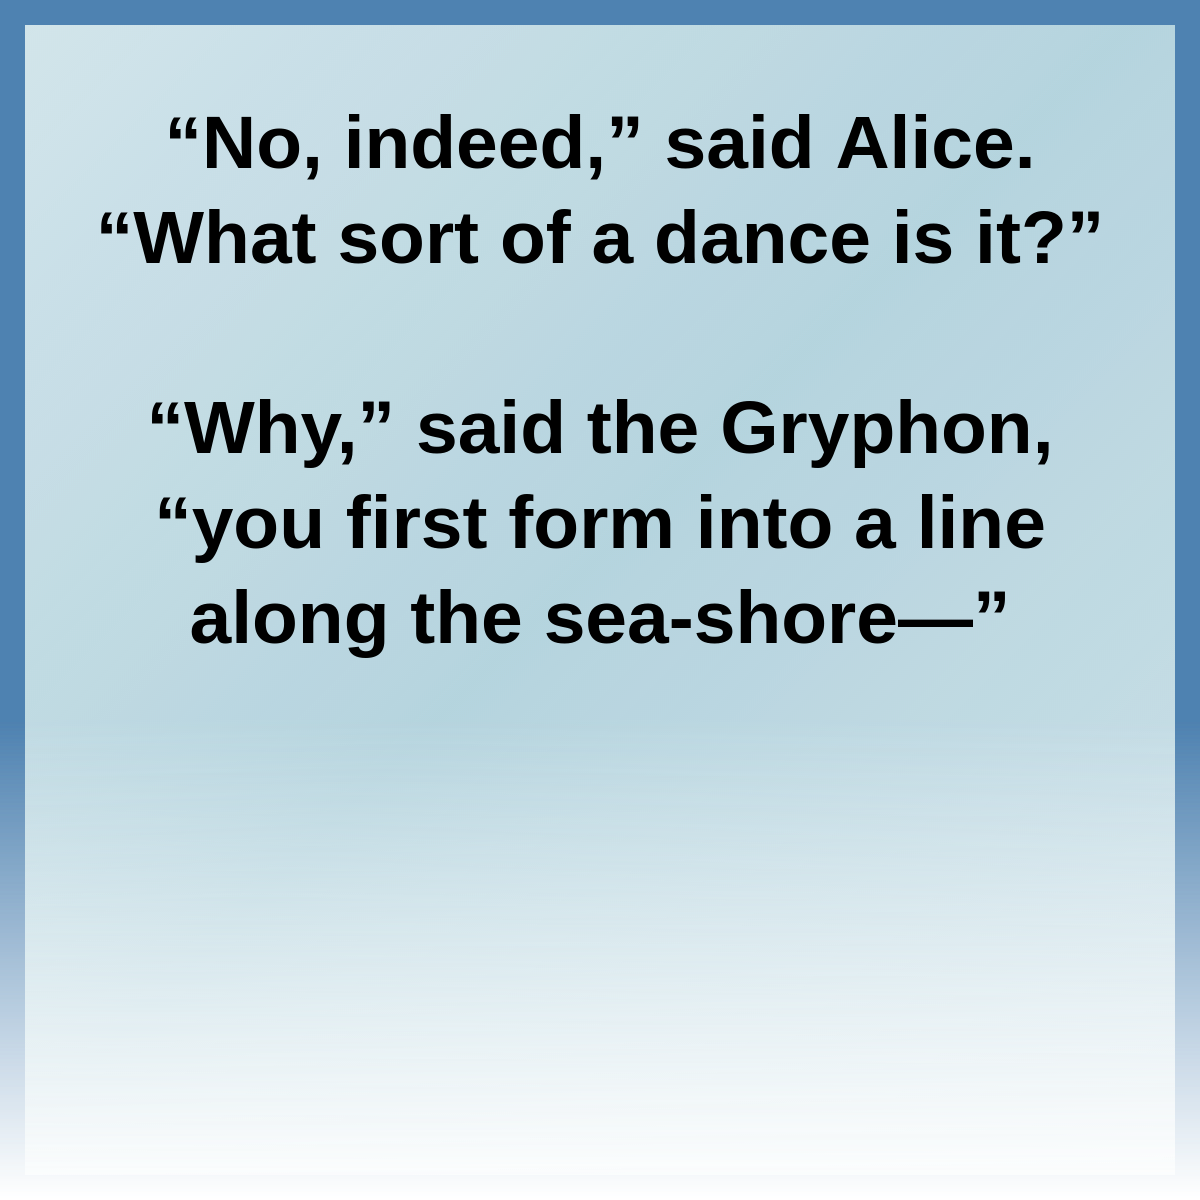 “No, indeed,” said Alice.
“What sort of a dance is it?”
“Why,” said the Gryphon,
“you first form into a line
along the sea-shore—”